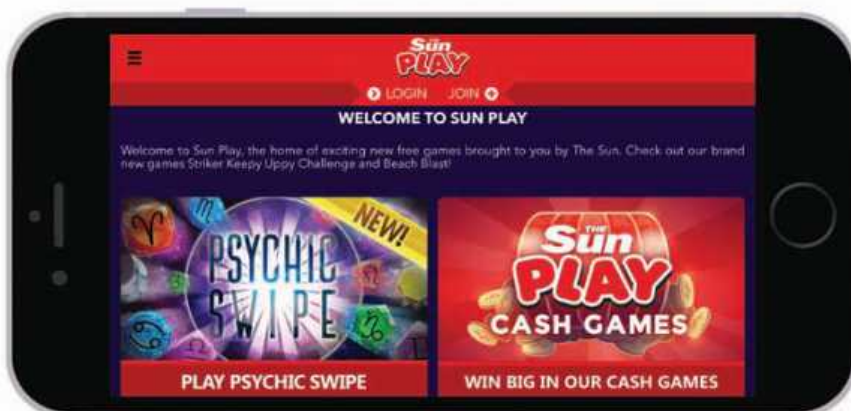 THE Sun
PLAY
LOGIN JOIN
WELCOME TO SUN PLAY
Welcome to Sun Play, the home of exciting new free games brought to you by The Sun. Check out our brand
new games Striker Keepy Uppy Challenge and Beach Blast!
PSYCHIC
SWIPE
NEW!
PLAY PSYCHIC SWIPE
THE
Sun
PLAY
CASH GAMES
WIN BIG IN OUR CASH GAMES